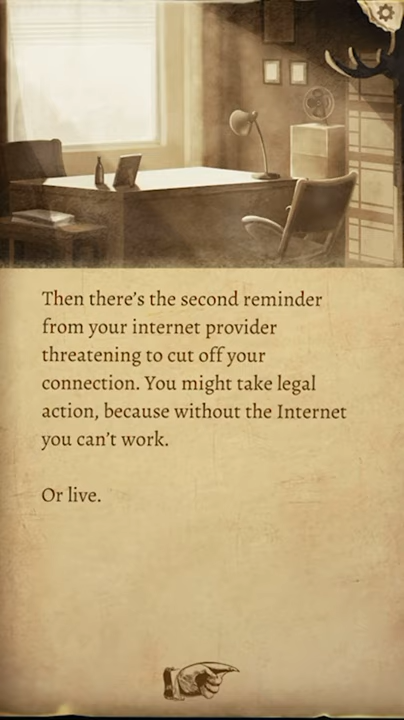 Then there's the second reminder
from your internet provider
threatening to cut off your
connection. You might take legal
action, because without the Internet
you can't work.
Or live.